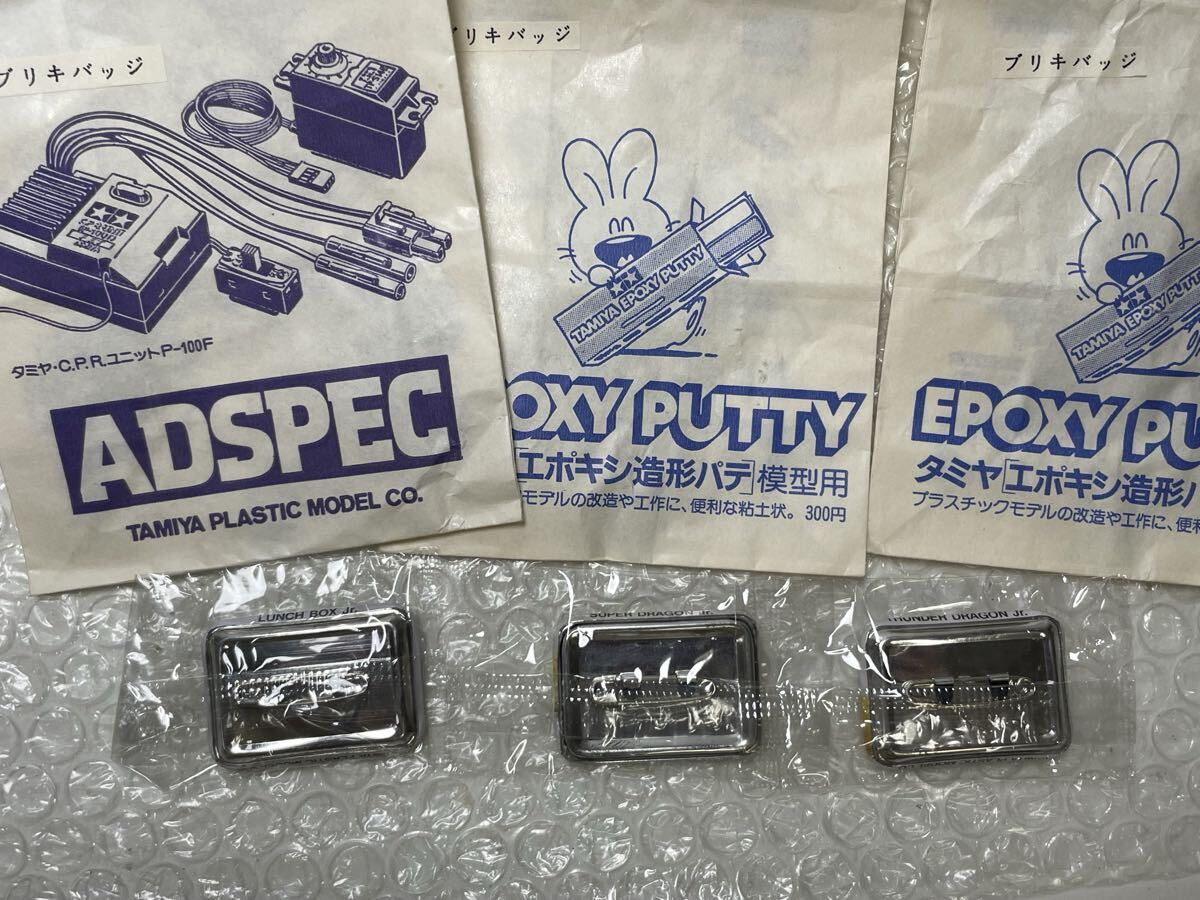 ブリキバッジ
タミヤ・C.P.R.ユニットP-100F
ADSPEC
TAMIYA PLASTIC MODEL CO.
ブリキバッジ
TAMIYA EPOXY PUTTY
OXY PUTTY
[エポキシ造形パテ]模型用
モデルの改造や工作に、便利な粘土状。300円
ブリキバッジ
TAMIYA EPOXY PUTTY
EPOXY PU
タミヤ[エポキシ造形パ
プラスチックモデルの改造や工作に、便利
LUNCH BOX Jr.
SUPER DRAGON Jr.
THUNDER DRAGON Jr.